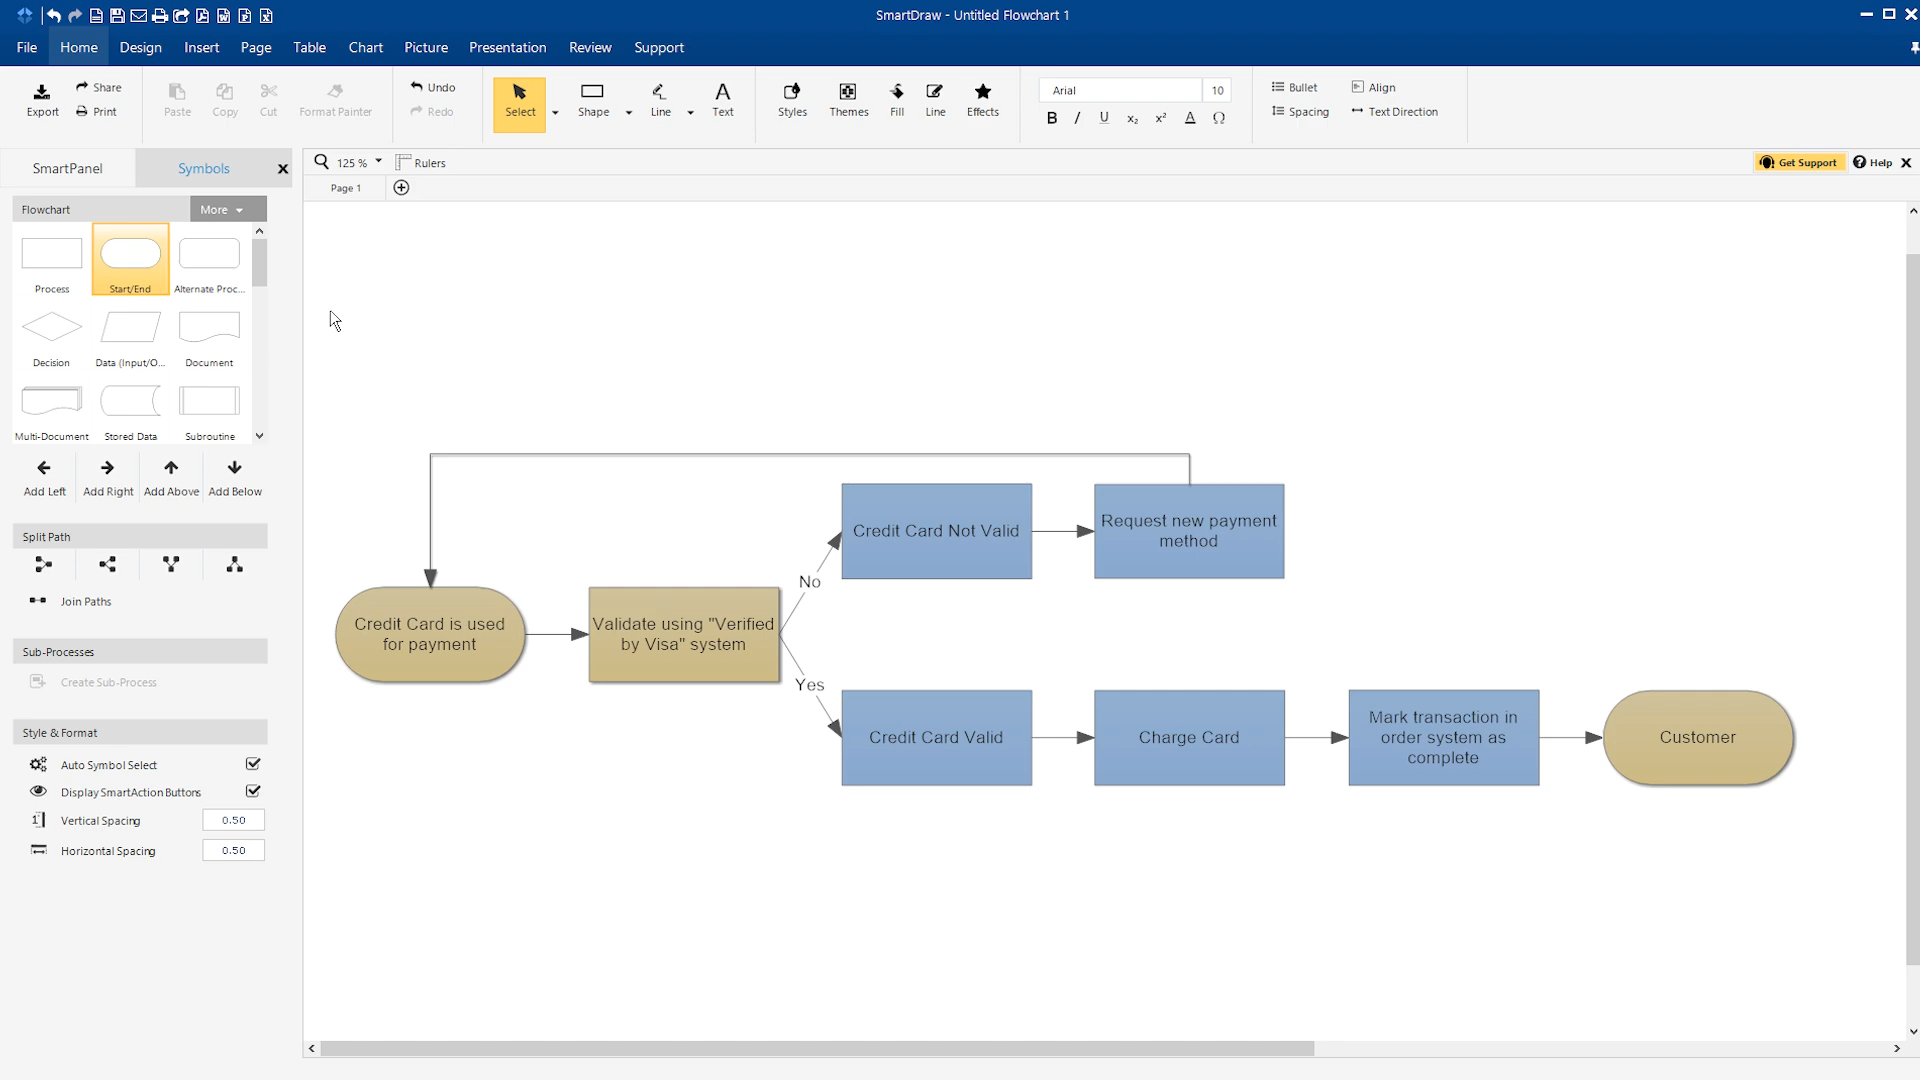 SmartDraw - Untitled Flowchart 1
File Home Design Insert Page Table Chart Picture Presentation Review Support
Export Share Print Paste Copy Cut Format Painter Undo Redo Select Shape Line Text Styles Themes Fill Line Effects Arial 10 Bullet Align
B I U x₂ x² A Ω Spacing Text Direction
SmartPanel Symbols 125 % Rulers Get Support Help
Page 1
Flowchart More
Process Start/End Alternate Proc...
Decision Data (Input/O... Document
Multi-Document Stored Data Subroutine
Add Left Add Right Add Above Add Below
Split Path
Join Paths
Sub-Processes
Create Sub-Process
Style & Format
Auto Symbol Select
Display SmartAction Buttons
Vertical Spacing 0.50
Horizontal Spacing 0.50
Credit Card is used
for payment
Validate using "Verified
by Visa" system
No
Credit Card Not Valid
Request new payment
method
Yes
Credit Card Valid
Charge Card
Mark transaction in
order system as
complete
Customer